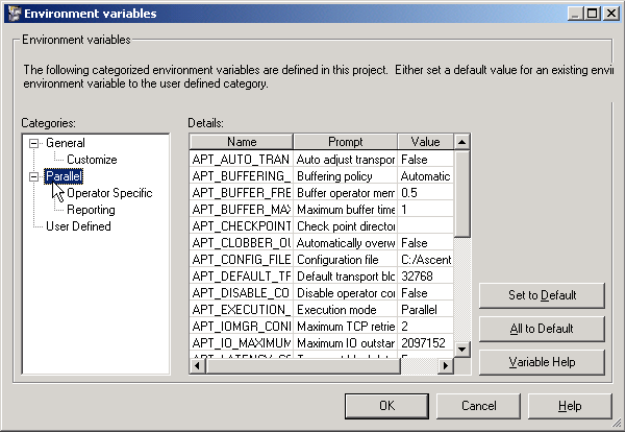 Environment variables
Environment variables
The following categorized environment variables are defined in this project. Either set a default value for an existing envii
environment variable to the user defined category.
Categories:
Details:
General
Customize
Parallel
Operator Specific
Reporting
User Defined
Name Prompt Value
APT_AUTO_TRAN Auto adjust transpor False
APT_BUFFERING_ Buffering policy Automatic
APT_BUFFER_FRE Buffer operator mem 0.5
APT_BUFFER_MAX Maximum buffer time 1
APT_CHECKPOINT Check point director
APT_CLOBBER_OU Automatically overw False
APT_CONFIG_FILE Configuration file C:/Ascent
APT_DEFAULT_TF Default transport blc 32768
APT_DISABLE_CO Disable operator cor False
APT_EXECUTION_ Execution mode Parallel
APT_IOMGR_CONI Maximum TCP retrie 2
APT_IO_MAXIMUM Maximum IO outstar 2097152
Set to Default
All to Default
Variable Help
OK
Cancel
Help